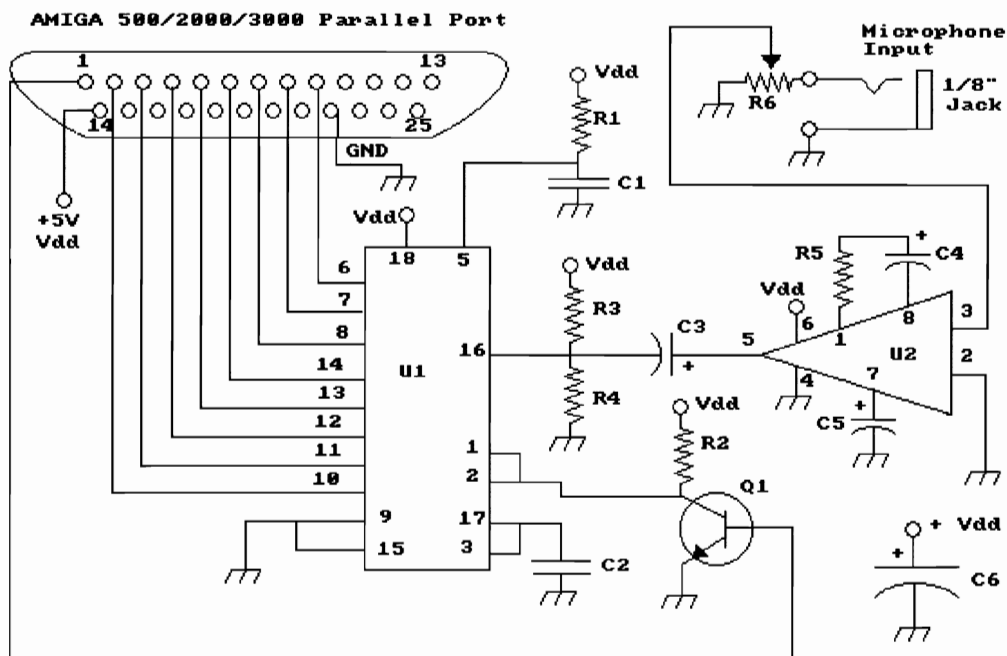 AMIGA 500/2000/3000 Parallel Port
1
13
14
25
GND
+5V
Vdd
Vdd
R1
C1
Microphone
Input
1/8"
Jack
R6
Vdd
18
5
6
7
8
14
13
12
11
10
9
15
U1
16
1
2
17
3
C2
Vdd
R3
R4
C3
+
5
Vdd
6
4
R5
1
+
C4
8
U2
3
2
7
+
C5
Vdd
R2
Q1
+ Vdd
+
C6